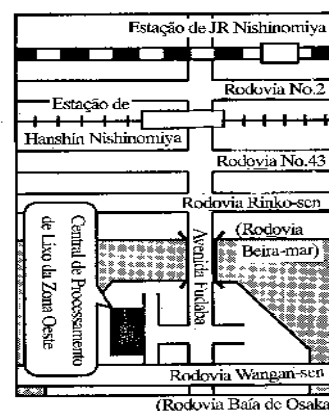 Estação de JR Nishinomiya
Rodovia No.2
Estação de
Hanshin Nishinomiya
Rodovia No.43
Rodovia Rinko-sen
(Rodovia
Beira-mar)
Avenida Fudaba
Central de Processamento
de Lixo da Zona Oeste
Rodovia Wangan-sen
(Rodovia Baía de Osaka